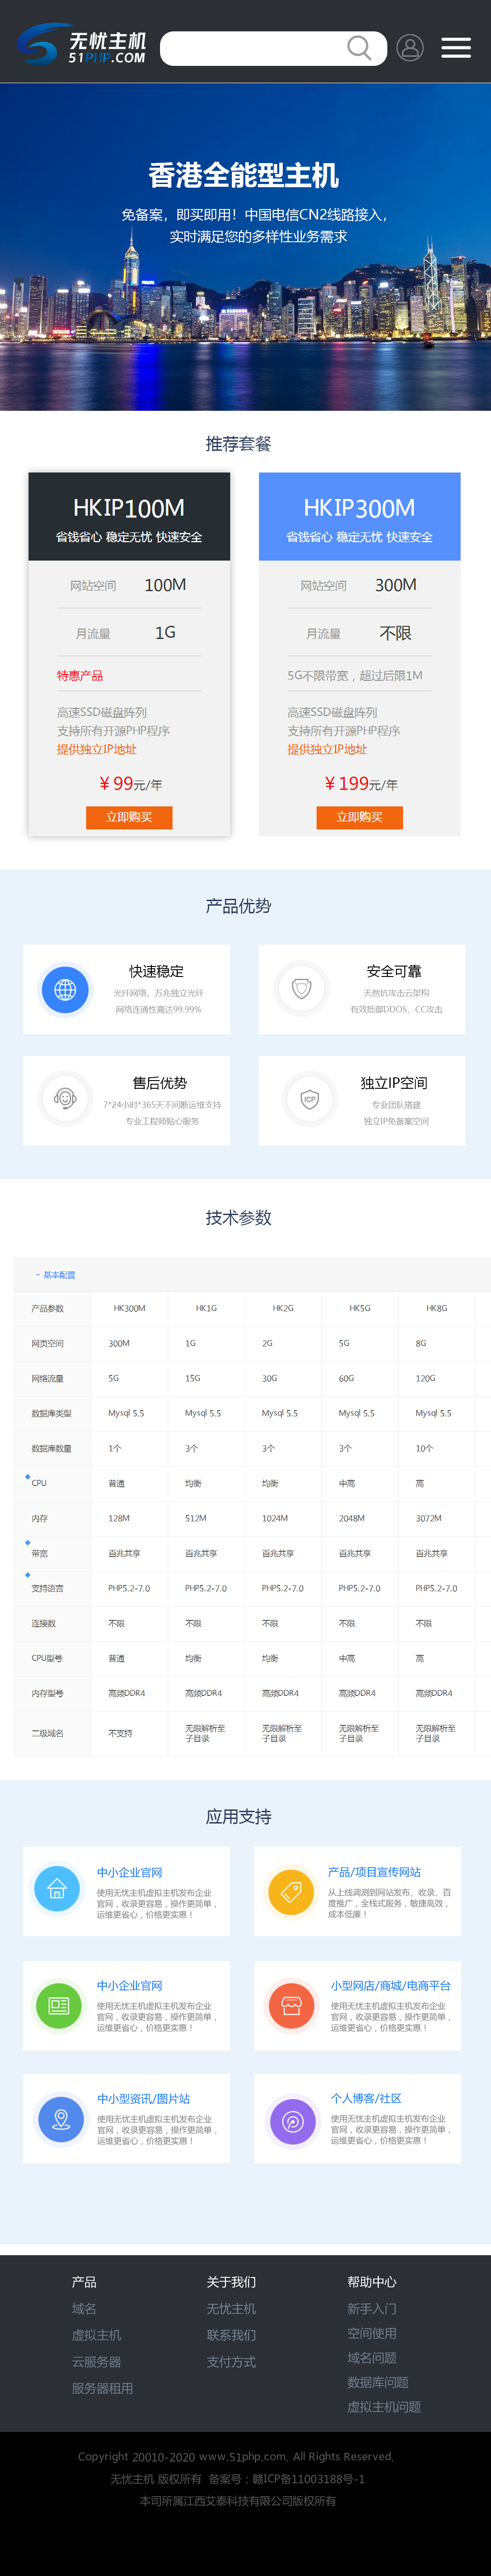 无忧主机
51PHP.COM
香港全能型主机
免备案，即买即用！中国电信CN2线路接入，
实时满足您的多样性业务需求
推荐套餐
HKIP100M
省钱省心 稳定无忧 快速安全
网站空间 100M
月流量 1G
特惠产品
高速SSD磁盘阵列
支持所有开源PHP程序
提供独立IP地址
￥99元/年
立即购买
HKIP300M
省钱省心 稳定无忧 快速安全
网站空间 300M
月流量 不限
5G不限带宽，超过后限1M
高速SSD磁盘阵列
支持所有开源PHP程序
提供独立IP地址
￥199元/年
立即购买
产品优势
快速稳定
光纤网络，万兆独立光纤
网络连通性高达99.99%
安全可靠
天然抗攻击云架构
有效抵御DDOS、CC攻击
售后优势
7*24小时*365天不间断运维支持
专业工程师贴心服务
ICP
独立IP空间
专业团队搭建
独立IP免备案空间
技术参数
- 基本配置
产品参数 HK300M HK1G HK2G HK5G HK8G
网页空间 300M 1G 2G 5G 8G
网络流量 5G 15G 30G 60G 120G
数据库类型 Mysql 5.5 Mysql 5.5 Mysql 5.5 Mysql 5.5 Mysql 5.5
数据库数量 1个 3个 3个 3个 10个
CPU 普通 均衡 均衡 中高 高
内存 128M 512M 1024M 2048M 3072M
带宽 百兆共享 百兆共享 百兆共享 百兆共享 百兆共享
支持语言 PHP5.2-7.0 PHP5.2-7.0 PHP5.2-7.0 PHP5.2-7.0 PHP5.2-7.0
连接数 不限 不限 不限 不限 不限
CPU型号 普通 均衡 均衡 中高 高
内存型号 高频DDR4 高频DDR4 高频DDR4 高频DDR4 高频DDR4
二级域名 不支持 无限解析至子目录 无限解析至子目录 无限解析至子目录 无限解析至子目录
应用支持
中小企业官网
使用无忧主机虚拟主机发布企业
官网，收录更容易，操作更简单，
运维更省心，价格更实惠！
产品/项目宣传网站
从上线调测到网站发布、收录、百
度推广，全线式服务，敏捷高效，
成本低廉！
中小企业官网
使用无忧主机虚拟主机发布企业
官网，收录更容易，操作更简单，
运维更省心，价格更实惠！
小型网店/商城/电商平台
使用无忧主机虚拟主机发布企业
官网，收录更容易，操作更简单，
运维更省心，价格更实惠！
中小型资讯/图片站
使用无忧主机虚拟主机发布企业
官网，收录更容易，操作更简单，
运维更省心，价格更实惠！
个人博客/社区
使用无忧主机虚拟主机发布企业
官网，收录更容易，操作更简单，
运维更省心，价格更实惠！
产品
域名
虚拟主机
云服务器
服务器租用
关于我们
无忧主机
联系我们
支付方式
帮助中心
新手入门
空间使用
域名问题
数据库问题
虚拟主机问题
Copyright 20010-2020 www.51php.com. All Rights Reserved.
无忧主机 版权所有 备案号：赣ICP备11003188号-1
本司所属江西艾泰科技有限公司版权所有